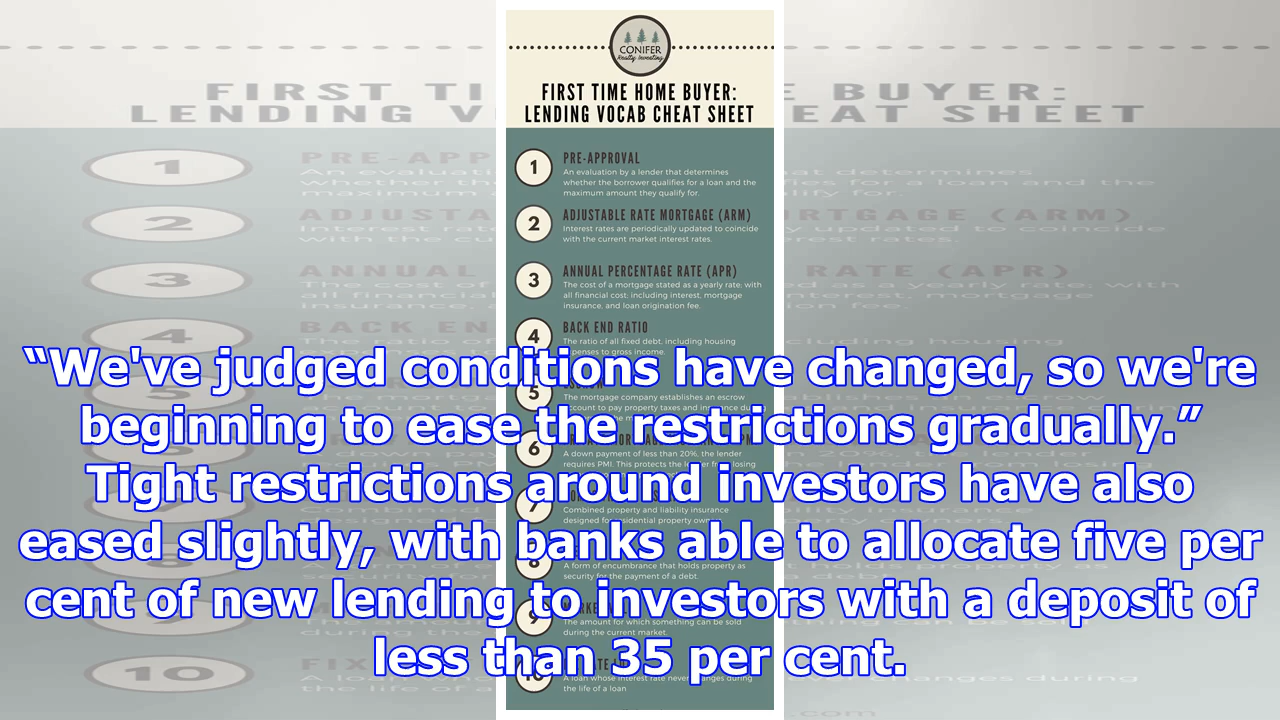 CONIFER
Realty Investing
FIRST TIME HOME BUYER:
LENDING VOCAB CHEAT SHEET
1
PRE-APPROVAL
An evaluation by a lender that determines
whether the borrower qualifies for a loan and the
maximum amount they qualify for.
2
ADJUSTABLE RATE MORTGAGE (ARM)
Interest rates are periodically updated to coincide
with the current market interest rates.
3
ANNUAL PERCENTAGE RATE (APR)
The cost of a mortgage stated as a yearly rate; with
all financial cost; including interest, mortgage
insurance, and loan origination fee.
4
BACK END RATIO
The ratio of all fixed debt, including housing
to gross income.
“We've judged conditions have changed, so we're
beginning to ease the restrictions gradually.”
Tight restrictions around investors have also
eased slightly, with banks able to allocate five per
cent of new lending to investors with a deposit of
less than 35 per cent.
5
The mortgage company establishes an escrow
account to pay property taxes and insurance
6
A down payment of less than 20%, the lender
requires PMI. This protects the from losing
7
Combined property and liability insurance
designed for residential property
8
A form of encumbrance that holds property as
security for the payment of a debt.
9
The amount for which something can be sold
during the current market.
10
A loan whose interest rate never changes during
the life of a loan